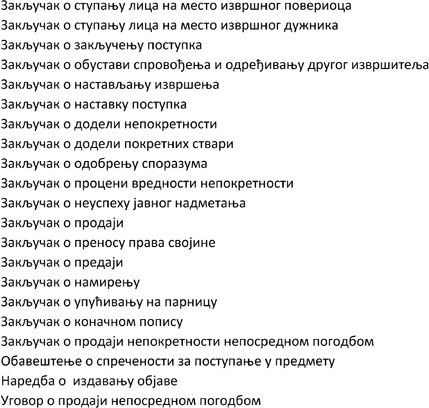 Закључак о ступању лица на место извршног повериоца
Закључак о ступању лица на место извршног дужника
Закључак о закључењу поступка
Закључак о обустави спровођења и одређивању другог извршитеља
Закључак о настављању извршења
Закључак о наставку поступка
Закључак о додели непокретности
Закључак о додели покретних ствари
Закључак о одобрењу споразума
Закључак о процени вредности непокретности
Закључак о неуспеху јавног надметања
Закључак о продаји
Закључак о преносу права својине
Закључак о предаји
Закључак о намирењу
Закључак о упућивању на парницу
Закључак о коначном попису
Закључак о продаји непокретности непосредном погодбом
Обавештење о спречености за поступање у предмету
Наредба о  издавању објаве
Уговор о продаји непосредном погодбом